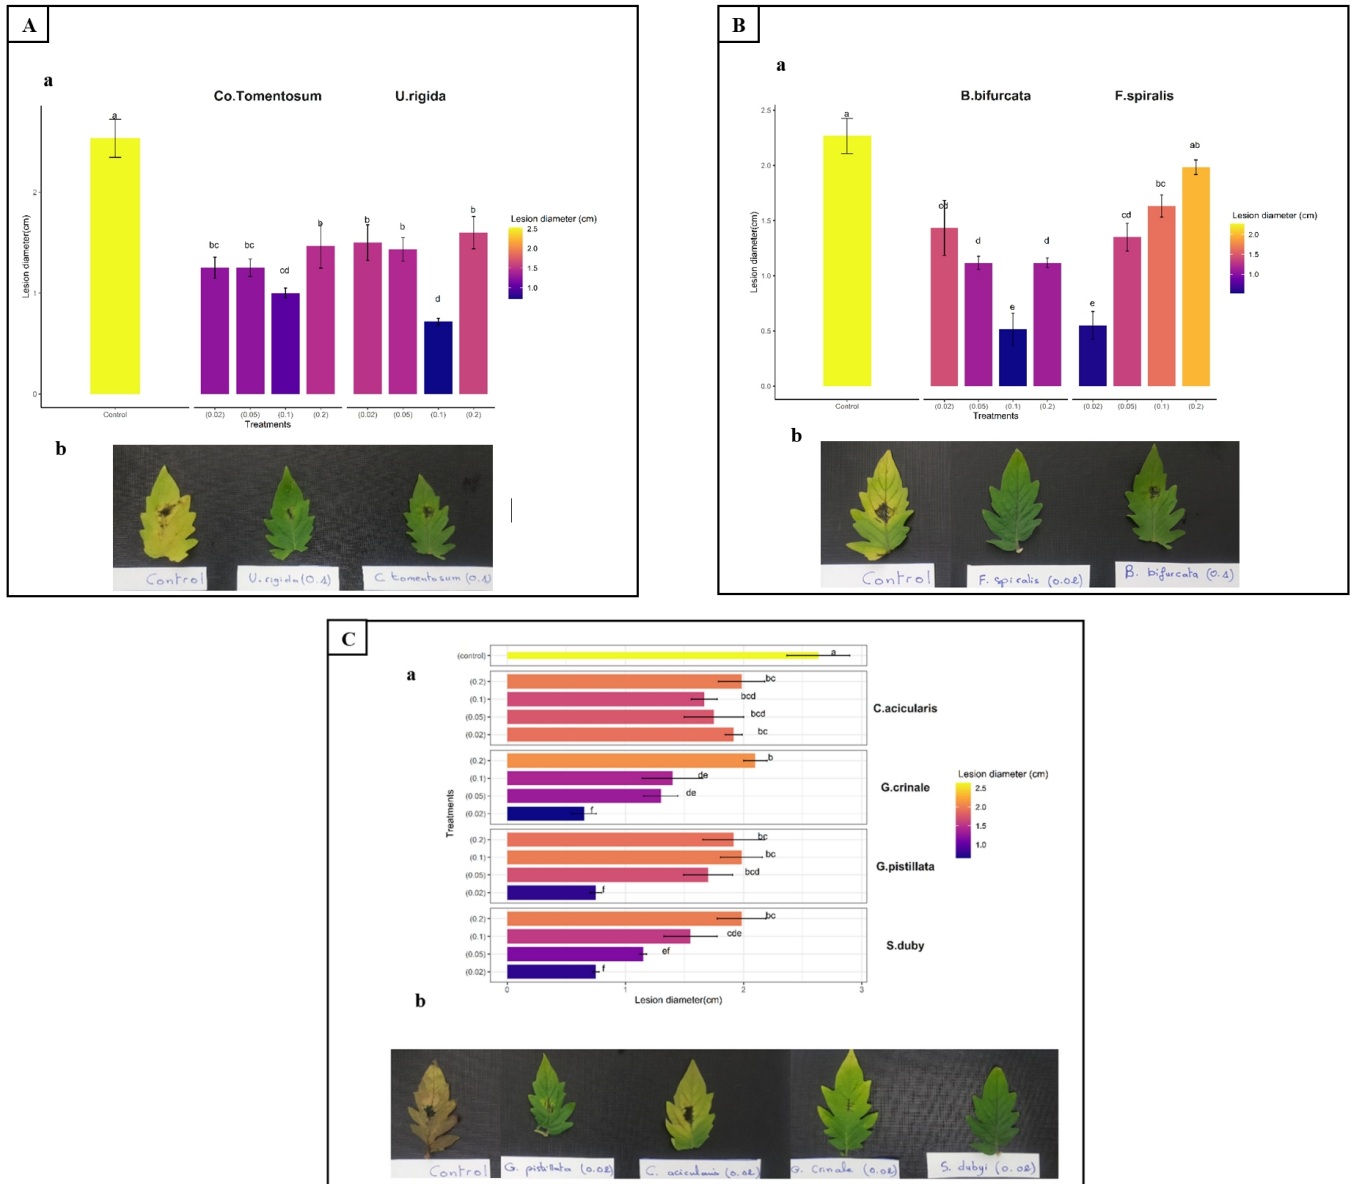 A
a
Co.Tomentosum U.rigida
a
bc bc cd b b b d b
Lesion diameter(cm)
2
1
0
Control (0.02) (0.05) (0.1) (0.2) (0.02) (0.05) (0.1) (0.2)
Treatments
Lesion diameter (cm)
2.5
2.0
1.5
1.0
b
Control U.rigida (0.1) C tomentosum (0.1)
B
a
B.bifurcata F.spiralis
a
cd d e d e cd bc ab
Lesion diameter(cm)
2.5
2.0
1.5
1.0
0.5
0.0
Control (0.02) (0.05) (0.1) (0.2) (0.02) (0.05) (0.1) (0.2)
Treatments
Lesion diameter (cm)
2.0
1.5
1.0
b
Control F. spiralis (0.02) B. bifurcata (0.1)
C
a
Treatments
(control) a
(0.2) bc
(0.1) bcd
(0.05) bcd
(0.02) bc
C.acicularis
(0.2) b
(0.1) de
(0.05) de
(0.02) f
G.crinale
(0.2) bc
(0.1) bc
(0.05) bcd
(0.02) f
G.pistillata
(0.2) bc
(0.1) cde
(0.05) ef
(0.02) f
S.duby
0 1 2 3
Lesion diameter(cm)
Lesion diameter (cm)
2.5
2.0
1.5
1.0
b
Control G. pistillata (0.02) C. acicularis (0.02) G. Crinale (0.02) S. dubyi (0.02)